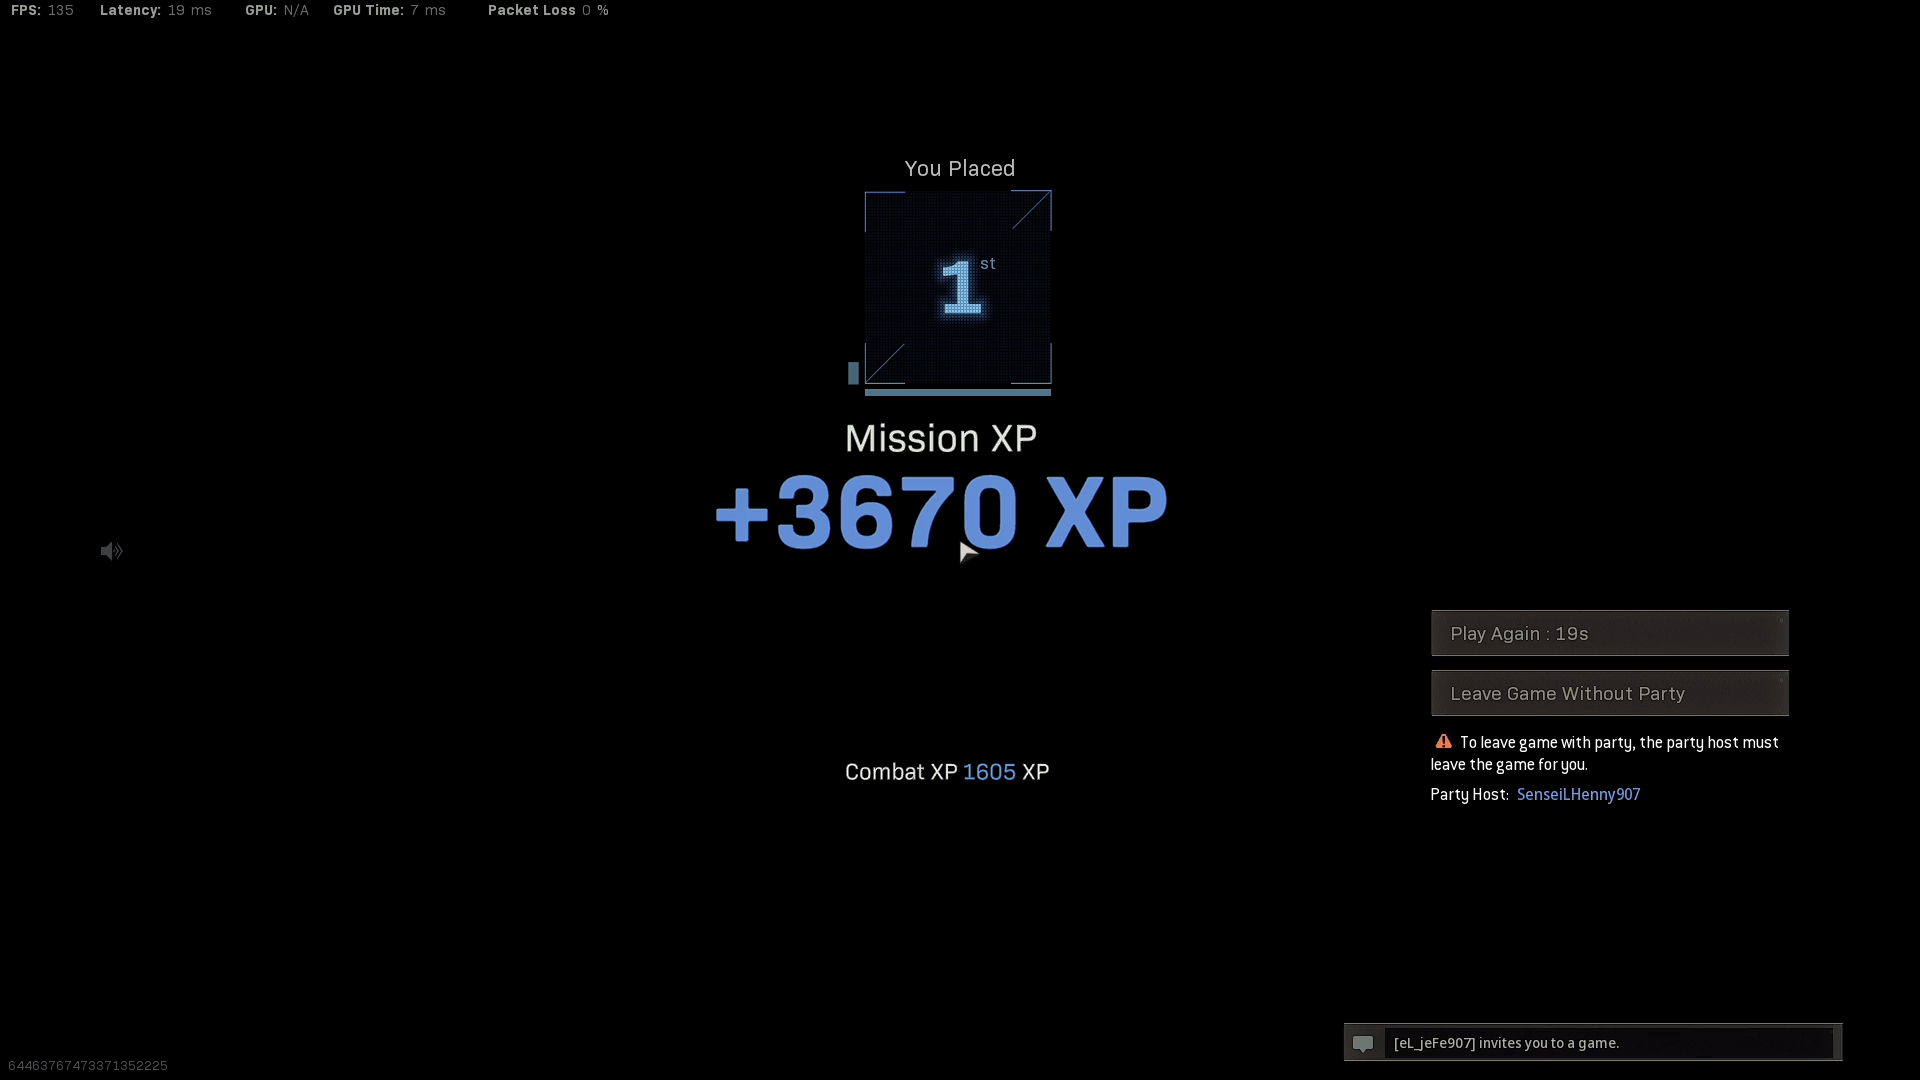 FPS: 135 Latency: 19 ms GPU: N/A GPU Time: 7 ms Packet Loss 0 %
You Placed
1st
Mission XP
+3670 XP
Combat XP 1605 XP
Play Again : 19s
Leave Game Without Party
To leave game with party, the party host must
leave the game for you.
Party Host: SenseiLHenny907
[eL_jeFe907] invites you to a game.
64463767473371352225